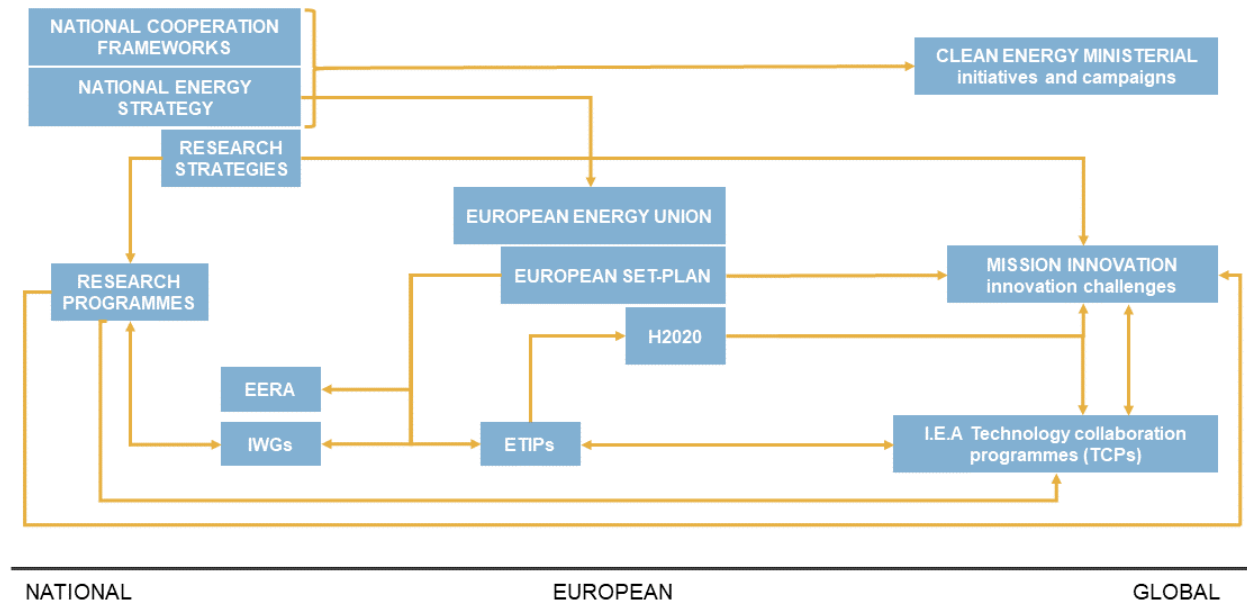 NATIONAL COOPERATION
FRAMEWORKS
NATIONAL ENERGY
STRATEGY
RESEARCH
STRATEGIES
CLEAN ENERGY MINISTERIAL
initiatives and campaigns
EUROPEAN ENERGY UNION
EUROPEAN SET-PLAN
MISSION INNOVATION
innovation challenges
RESEARCH
PROGRAMMES
H2020
EERA
IWGs
ETIPs
I.E.A Technology collaboration
programmes (TCPs)
NATIONAL
EUROPEAN
GLOBAL